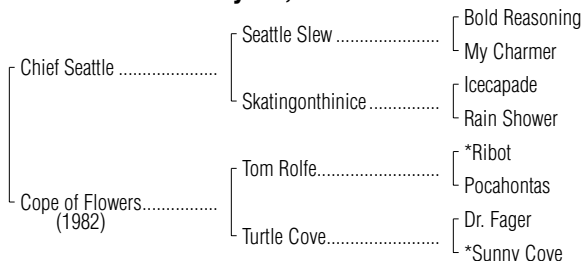 Bold Reasoning
Seattle Slew ....................
My Charmer
Chief Seattle ...................
Icecapade
Skatingonthinice..............
Rain Shower
*Ribot
Tom Rolfe........................
Pocahontas
Cope of Flowers...............
(1982)
Dr. Fager
Turtle Cove......................
*Sunny Cove